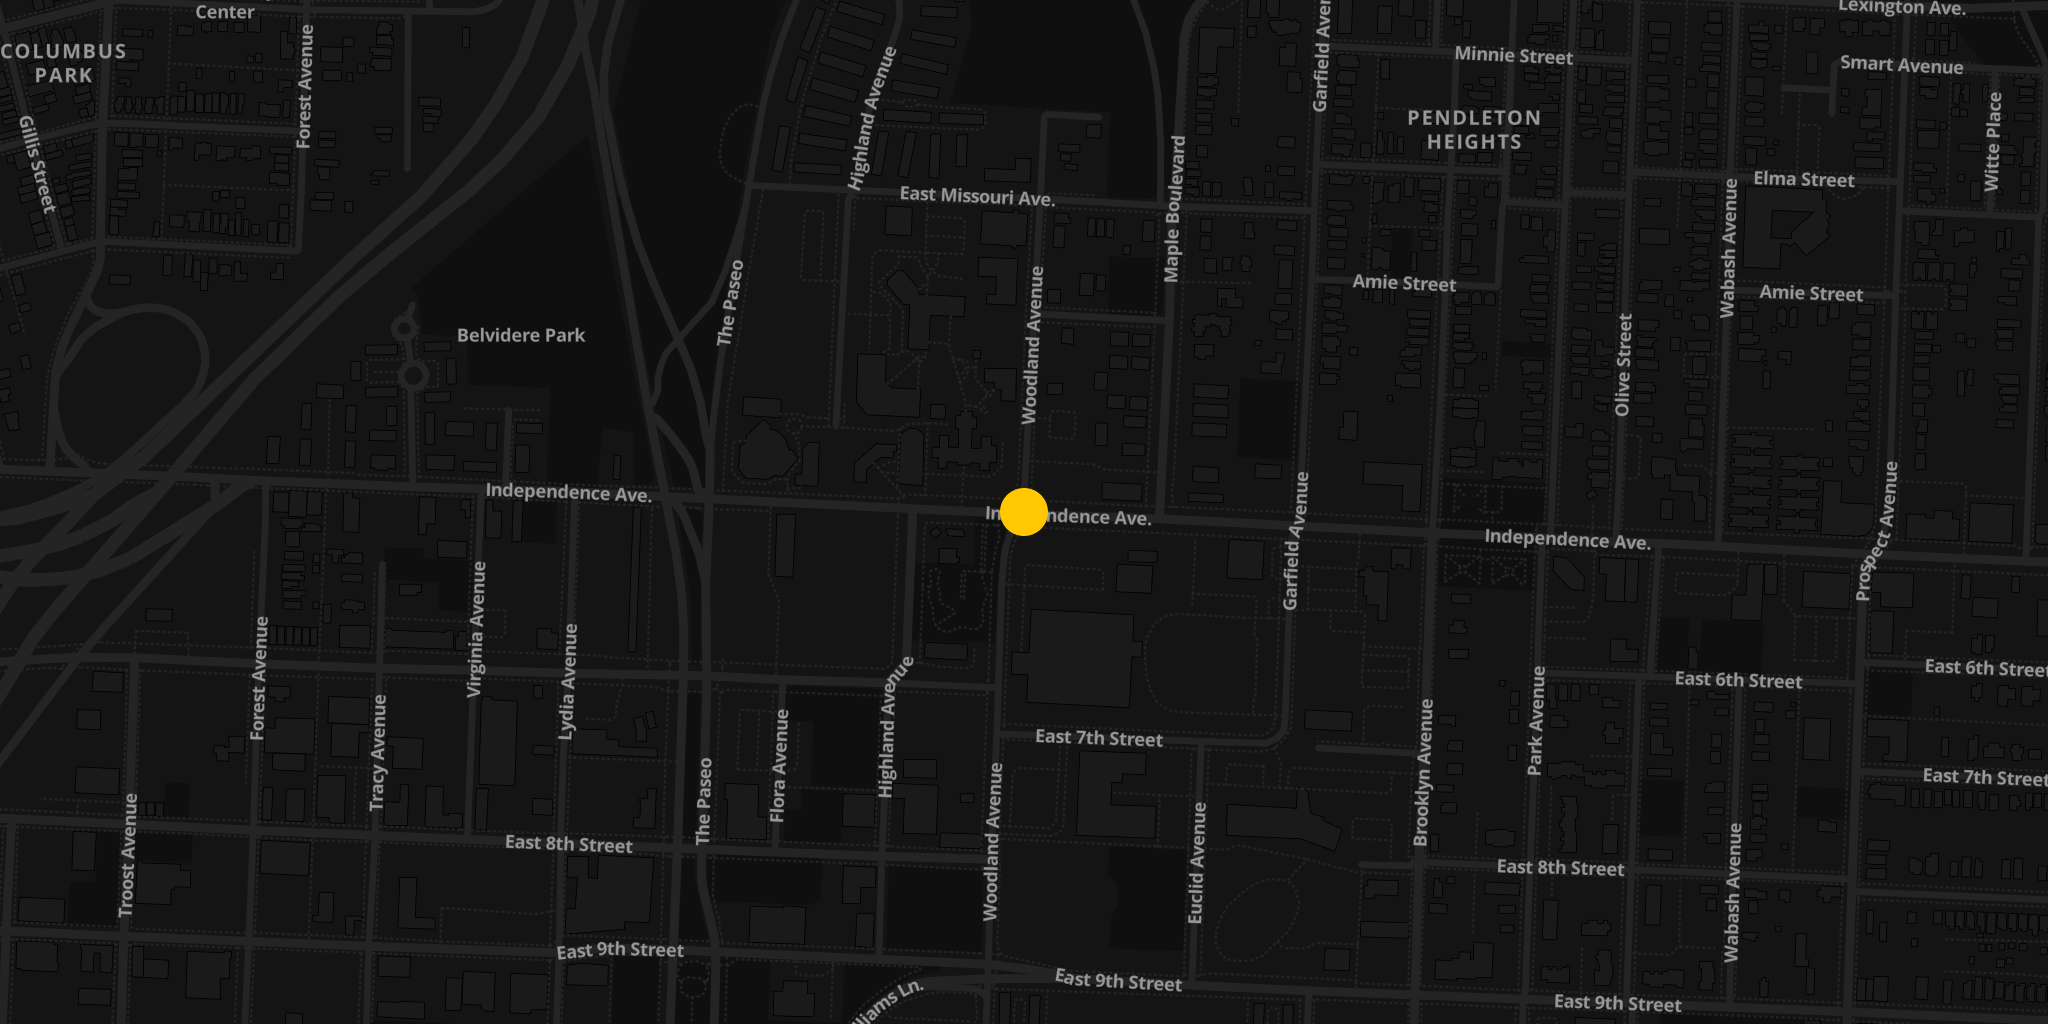 Center
Lexington Ave.
COLUMBUS
PARK
Forest Avenue
Highland Avenue
Garfield Aven
Minnie Street
Smart Avenue
Gillis Street
PENDLETON
HEIGHTS
Witte Place
East Missouri Ave.
Maple Boulevard
Elma Street
Wabash Avenue
The Paseo
Woodland Avenue
Amie Street
Amie Street
Belvidere Park
Olive Street
Independence Ave.
In
ndence Ave.
Garfield Avenue
Independence Ave.
Prospect Avenue
Forest Avenue
Virginia Avenue
Lydia Avenue
Highland Avenue
East 6th Street
East 6th Street
Tracy Avenue
Flora Avenue
East 7th Street
Brooklyn Avenue
Park Avenue
East 7th Street
The Paseo
Troost Avenue
Woodland Avenue
Euclid Avenue
East 8th Street
East 8th Street
Wabash Avenue
East 9th Street
East 9th Street
lliams Ln.
East 9th Street